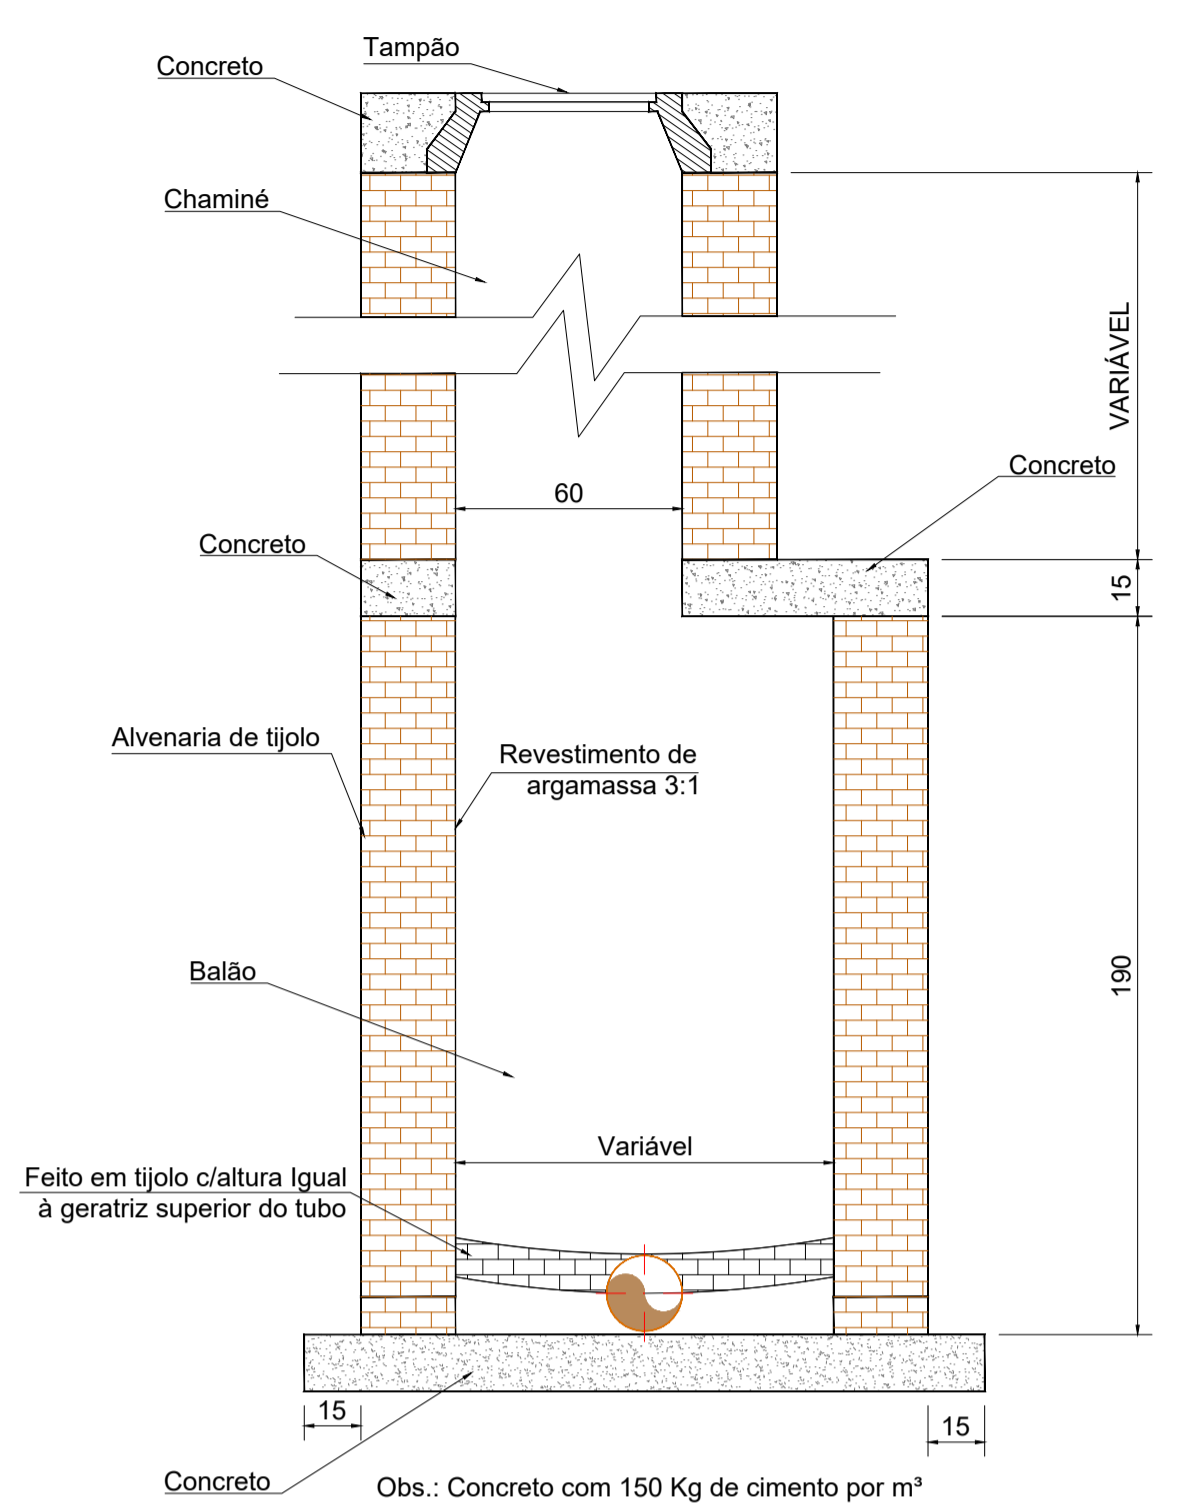 Tampão
Concreto
Chaminé
VARIÁVEL
Concreto
60
Concreto
15
Alvenaria de tijolo
Revestimento de
argamassa 3:1
Balão
190
Variável
Feito em tijolo c/altura Igual
à geratriz superior do tubo
15
15
Concreto
Obs.: Concreto com 150 Kg de cimento por m³